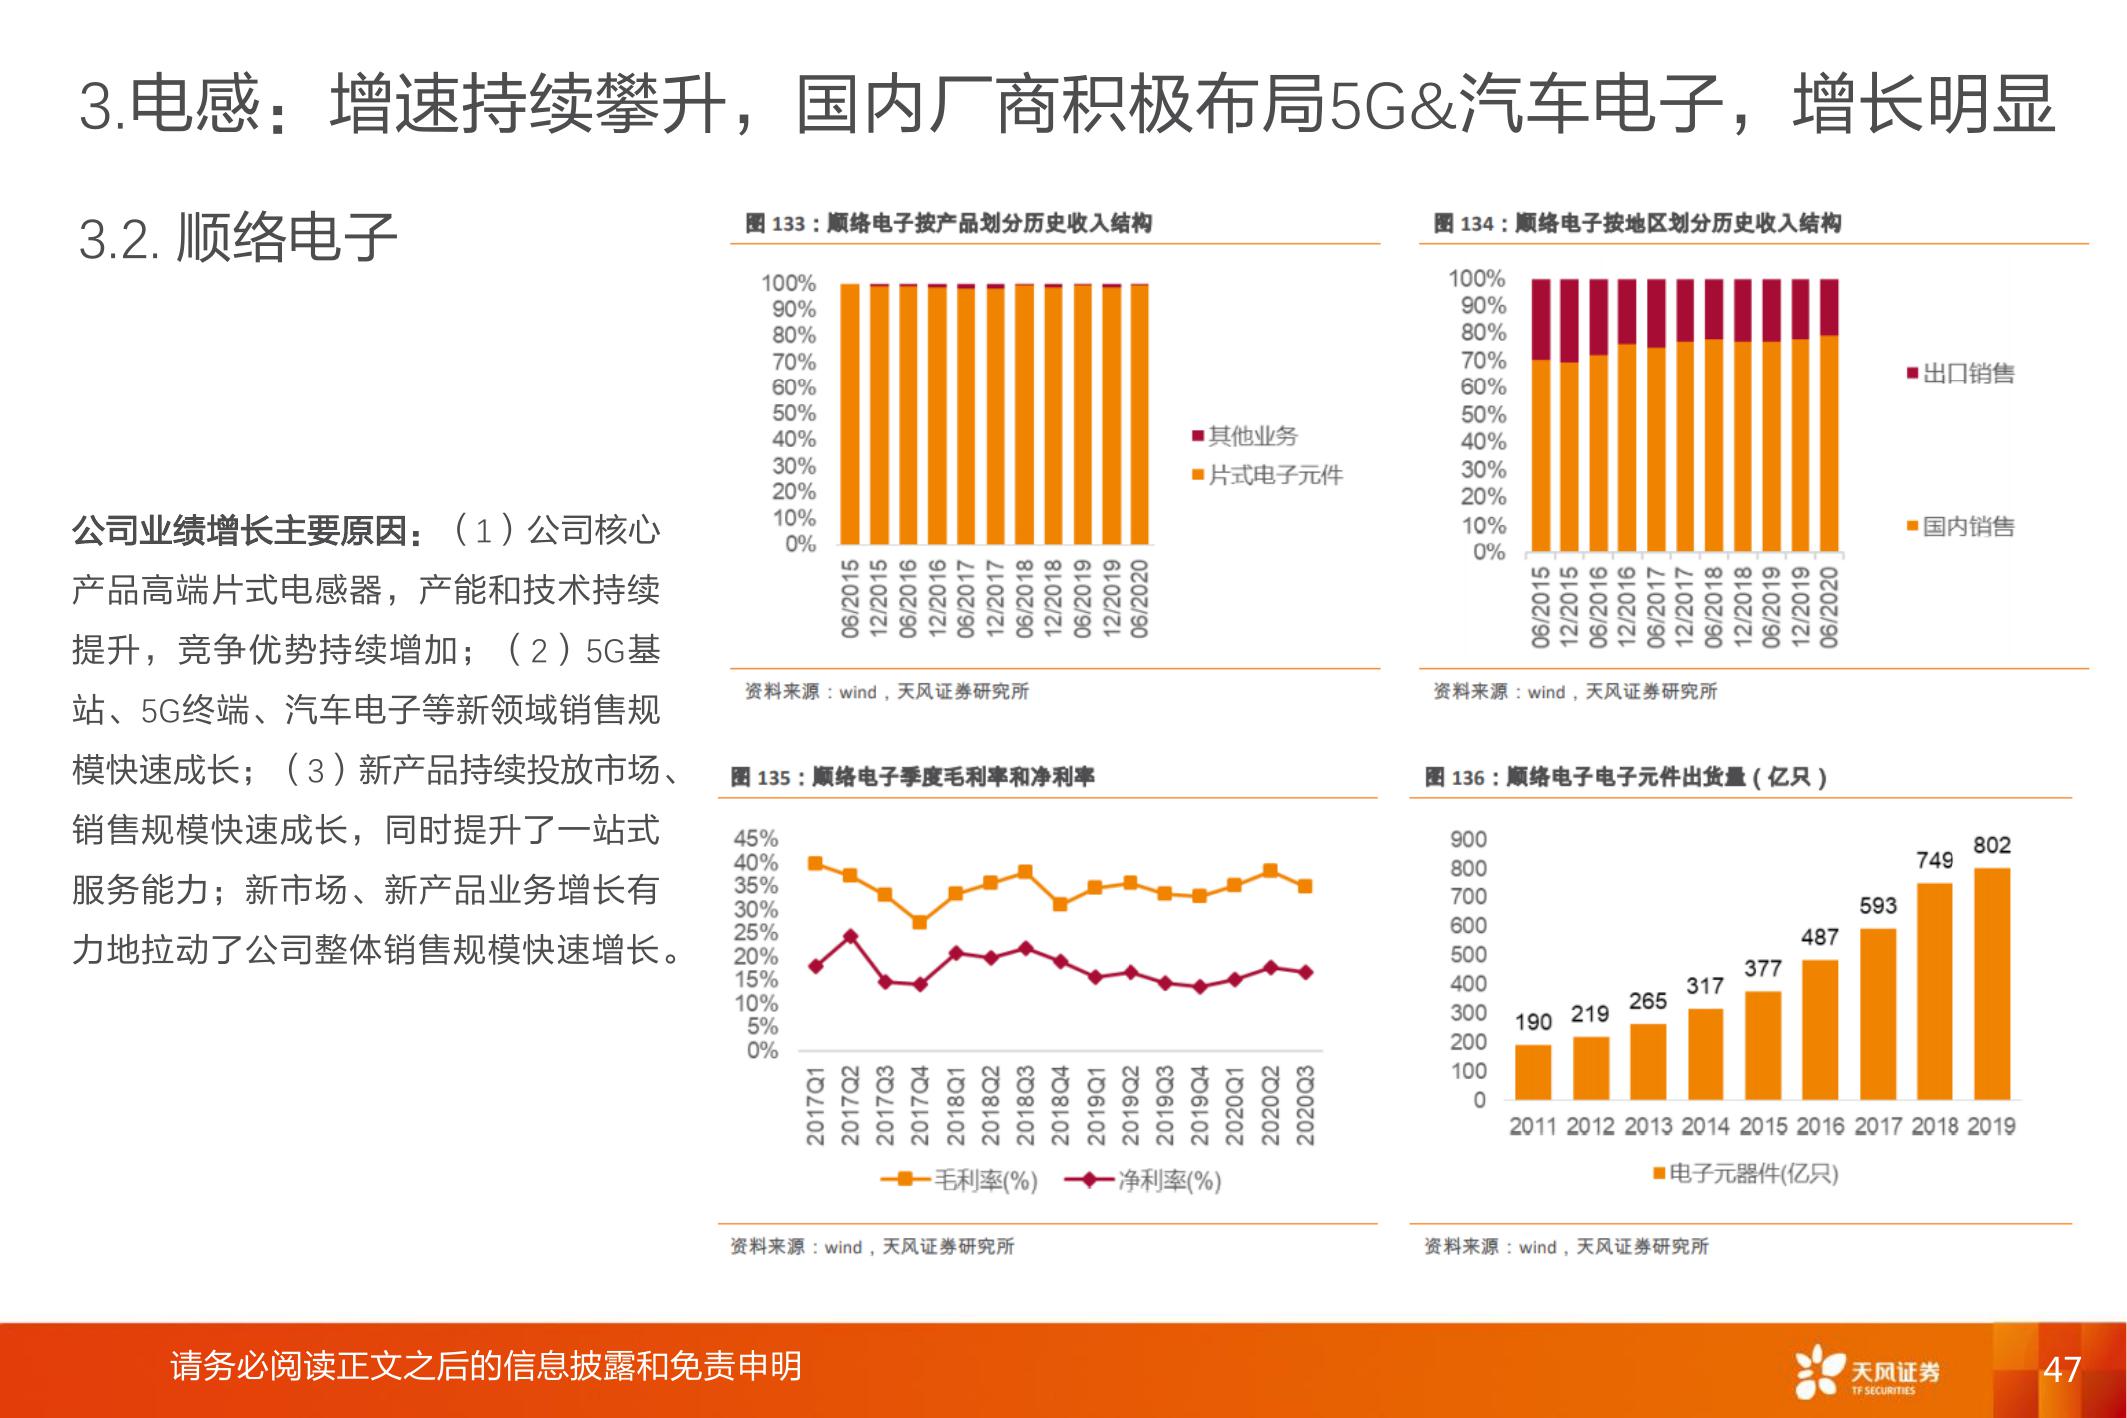 3.电感：增速持续攀升，国内厂商积极布局5G&汽车电子，增长明显
3.2. 顺络电子
公司业绩增长主要原因：（1）公司核心
产品高端片式电感器，产能和技术持续
提升，竞争优势持续增加；（2）5G基
站、5G终端、汽车电子等新领域销售规
模快速成长；（3）新产品持续投放市场、
销售规模快速成长，同时提升了一站式
服务能力；新市场、新产品业务增长有
力地拉动了公司整体销售规模快速增长。
图 133：顺络电子按产品划分历史收入结构
100%
90%
80%
70%
60%
50%
40%
30%
20%
10%
0%
06/2015
12/2015
06/2016
12/2016
06/2017
12/2017
06/2018
12/2018
06/2019
12/2019
06/2020
其他业务
片式电子元件
资料来源：wind，天风证券研究所
图 134：顺络电子按地区划分历史收入结构
100%
90%
80%
70%
60%
50%
40%
30%
20%
10%
0%
06/2015
12/2015
06/2016
12/2016
06/2017
12/2017
06/2018
12/2018
06/2019
12/2019
06/2020
出口销售
国内销售
资料来源：wind，天风证券研究所
图 135：顺络电子季度毛利率和净利率
45%
40%
35%
30%
25%
20%
15%
10%
5%
0%
2017Q1
2017Q2
2017Q3
2017Q4
2018Q1
2018Q2
2018Q3
2018Q4
2019Q1
2019Q2
2019Q3
2019Q4
2020Q1
2020Q2
2020Q3
毛利率(%) 净利率(%)
资料来源：wind，天风证券研究所
图 136：顺络电子电子元件出货量（亿只）
900
800
700
600
500
400
300
200
100
0
190 219 265 317 377 487 593 749 802
2011 2012 2013 2014 2015 2016 2017 2018 2019
电子元器件(亿只)
资料来源：wind，天风证券研究所
请务必阅读正文之后的信息披露和免责申明
天风证券
TF SECURITIES
47